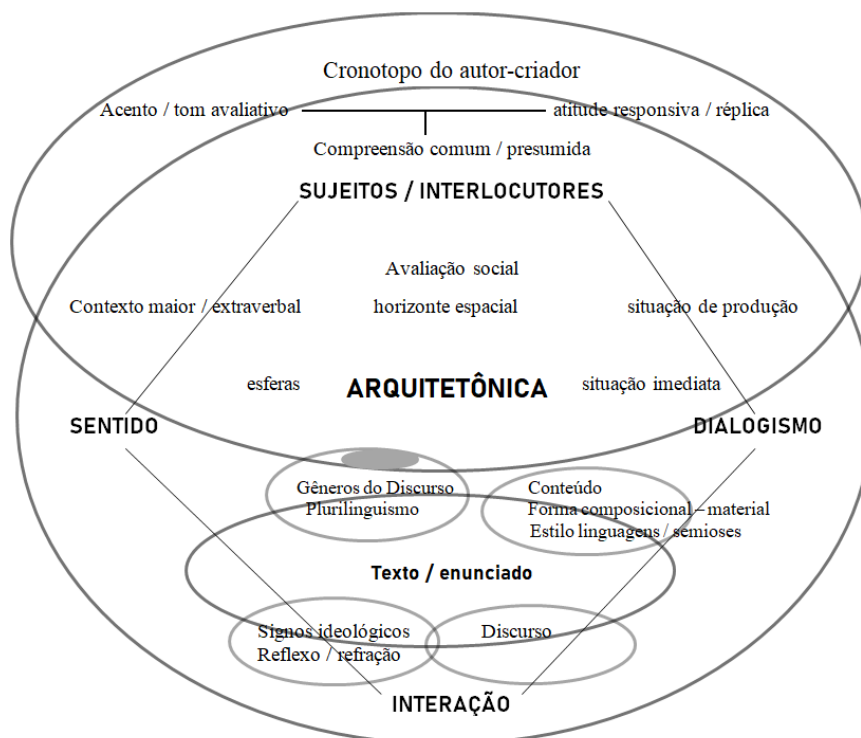 Cronotopo do autor-criador
Acento / tom avaliativo
atitude responsiva / réplica
Compreensão comum / presumida
SUJEITOS / INTERLOCUTORES
Avaliação social
Contexto maior / extraverbal
horizonte espacial
situação de produção
esferas
ARQUITETÔNICA
situação imediata
SENTIDO
DIALOGISMO
Gêneros do Discurso
Plurilinguismo
Conteúdo
Forma composicional – material
Estilo linguagens / semioses
Texto / enunciado
Signos ideológicos
Reflexo / refração
Discurso
INTERAÇÃO